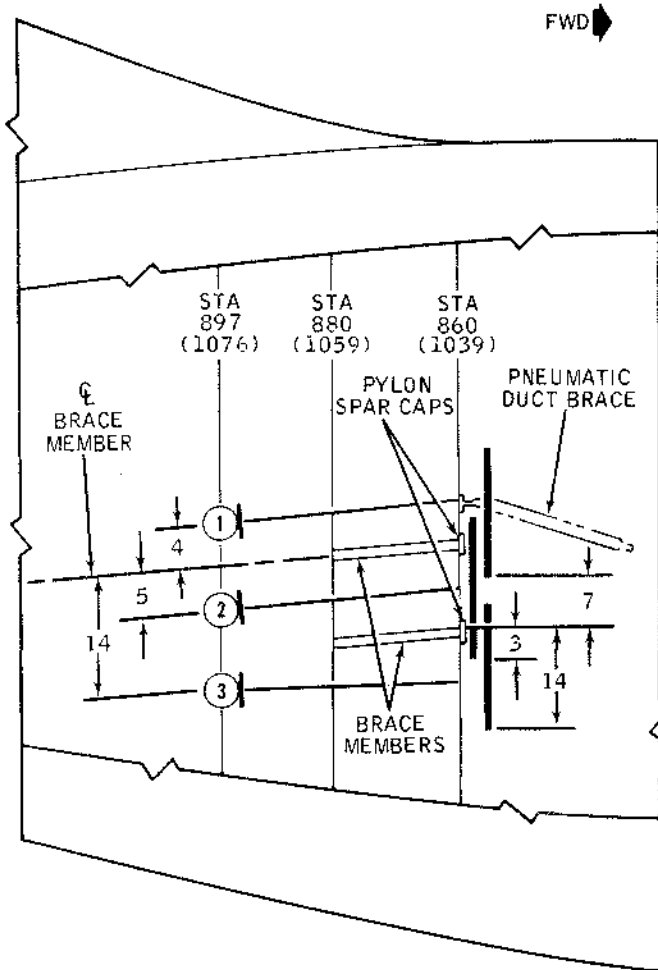 FWD
STA
897
(1076)
STA
880
(1059)
STA
860
(1039)
℄
BRACE
MEMBER
PYLON
SPAR CAPS
PNEUMATIC
DUCT BRACE
1
4
5
2
14
3
7
3
14
BRACE
MEMBERS